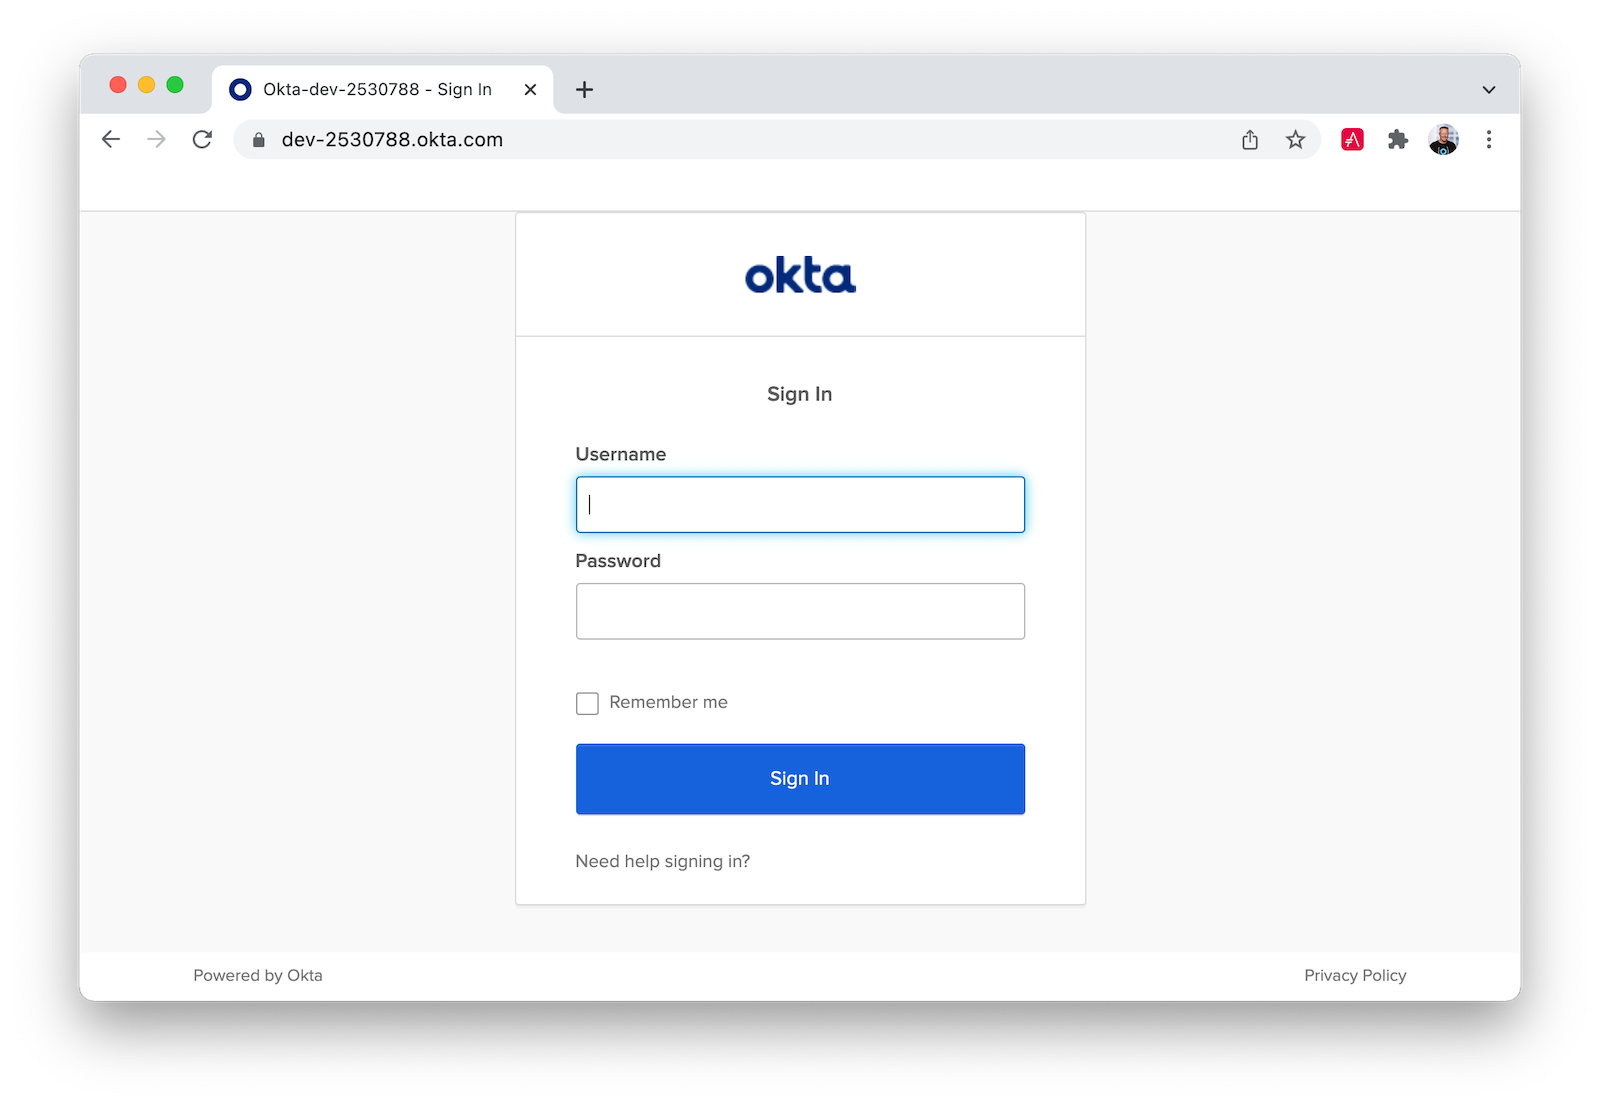 Okta-dev-2530788 - Sign In
dev-2530788.okta.com
okta
Sign In
Username
Password
Remember me
Sign In
Need help signing in?
Powered by Okta
Privacy Policy